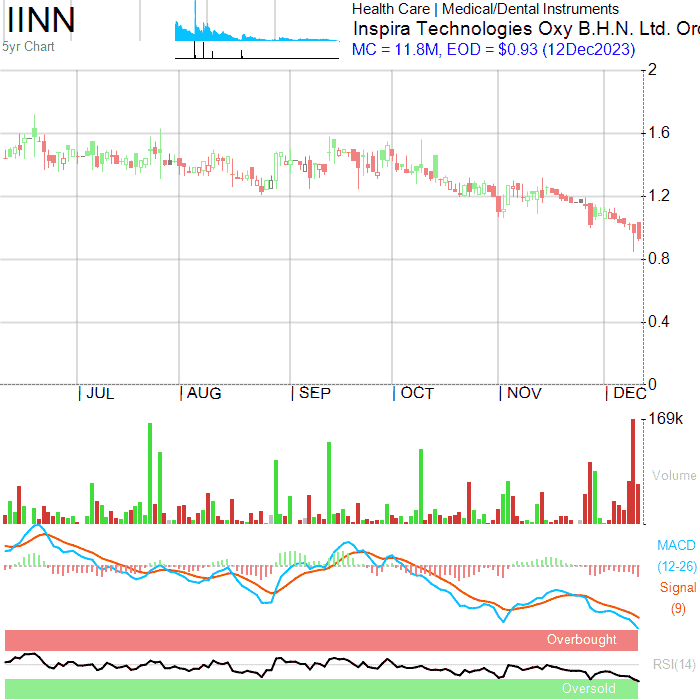 IINN
5yr Chart
Health Care | Medical/Dental Instruments
Inspira Technologies Oxy B.H.N. Ltd. Orc
MC = 11.8M, EOD = $0.93 (12Dec2023)
2
1.6
1.2
0.8
0.4
0
| JUL | AUG | SEP | OCT | NOV | DEC
169k
Volume
MACD
(12-26)
Signal
(9)
Overbought
RSI(14)
Oversold